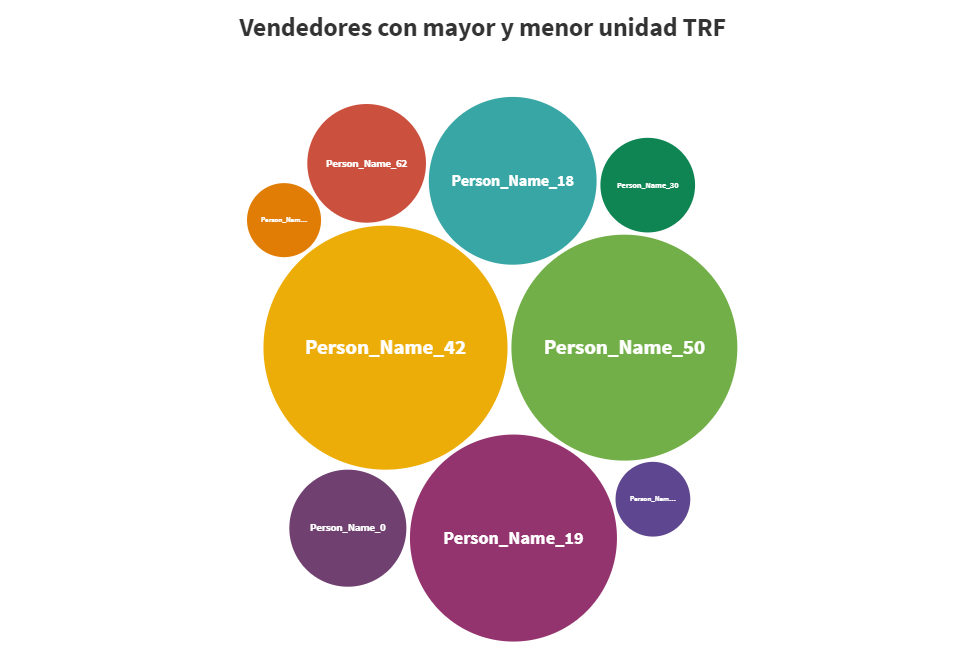 Vendedores con mayor y menor unidad TRF
Person_Name_62
Person_Name_18
Person_Name_30
Person_Nam...
Person_Name_42
Person_Name_50
Person_Nam...
Person_Name_0
Person_Name_19